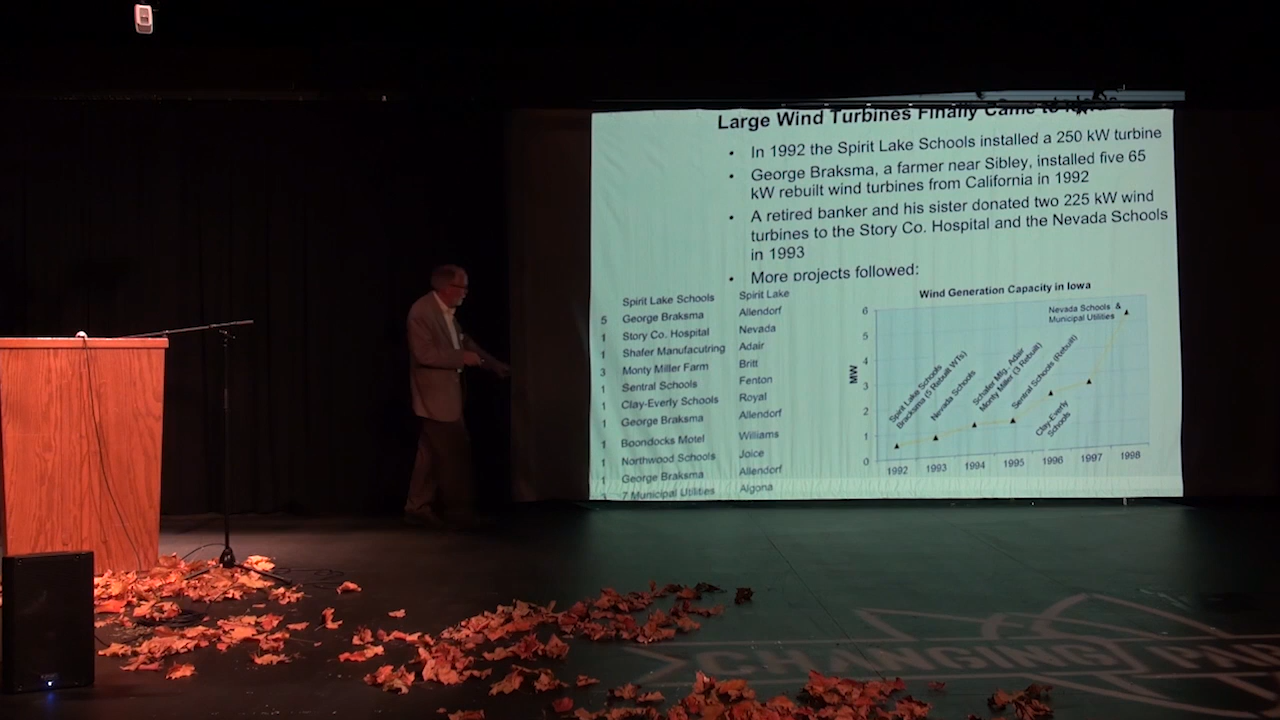 Large Wind Turbines Finally Came to Iowa
• In 1992 the Spirit Lake Schools installed a 250 kW turbine
• George Braksma, a farmer near Sibley, installed five 65
kW rebuilt wind turbines from California in 1992
• A retired banker and his sister donated two 225 kW wind
turbines to the Story Co. Hospital and the Nevada Schools
in 1993
• More projects followed:
Spirit Lake Schools Spirit Lake
5 George Braksma Allendorf
1 Story Co. Hospital Nevada
1 Shafer Manufacutring Adair
3 Monty Miller Farm Britt
1 Sentral Schools Fenton
1 Clay-Everly Schools Royal
1 George Braksma Allendorf
1 Boondocks Motel Williams
1 Northwood Schools Joice
1 George Braksma Allendorf
3 7 Municipal Utilities Algona
Wind Generation Capacity in Iowa
MW
6
5
4
3
2
1
0
Spirit Lake Schools
Bracksma (5 Rebuilt WTs)
Nevada Schools
Schafer Mfg, Adair
Monty Miller (3 Rebuilt)
Sentral Schools (Rebuilt)
Clay-Everly
Schools
Nevada Schools &
Municipal Utilities
1992 1993 1994 1995 1996 1997 1998
CHANGING